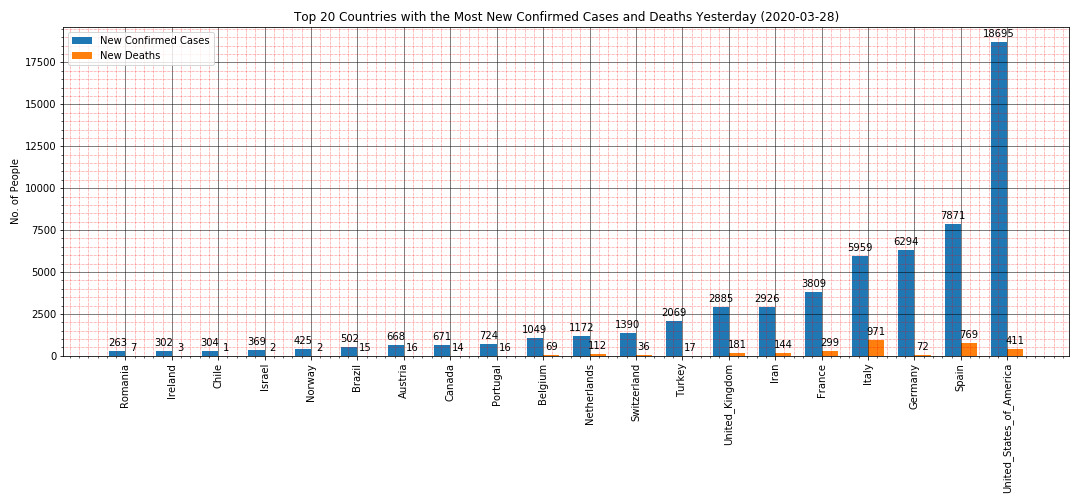 Top 20 Countries with the Most New Confirmed Cases and Deaths Yesterday (2020-03-28)
New Confirmed Cases
New Deaths
No. of People
17500
15000
12500
10000
7500
5000
2500
0
263 7
302 3
304 1
369 2
425 2
502 15
668 16
671 14
724 16
1049 69
1172 112
1390 36
2069 17
2885 181
2926 144
3809 299
5959 971
6294 72
7871 769
18695 411
Romania
Ireland
Chile
Israel
Norway
Brazil
Austria
Canada
Portugal
Belgium
Netherlands
Switzerland
Turkey
United_Kingdom
Iran
France
Italy
Germany
Spain
United_States_of_America